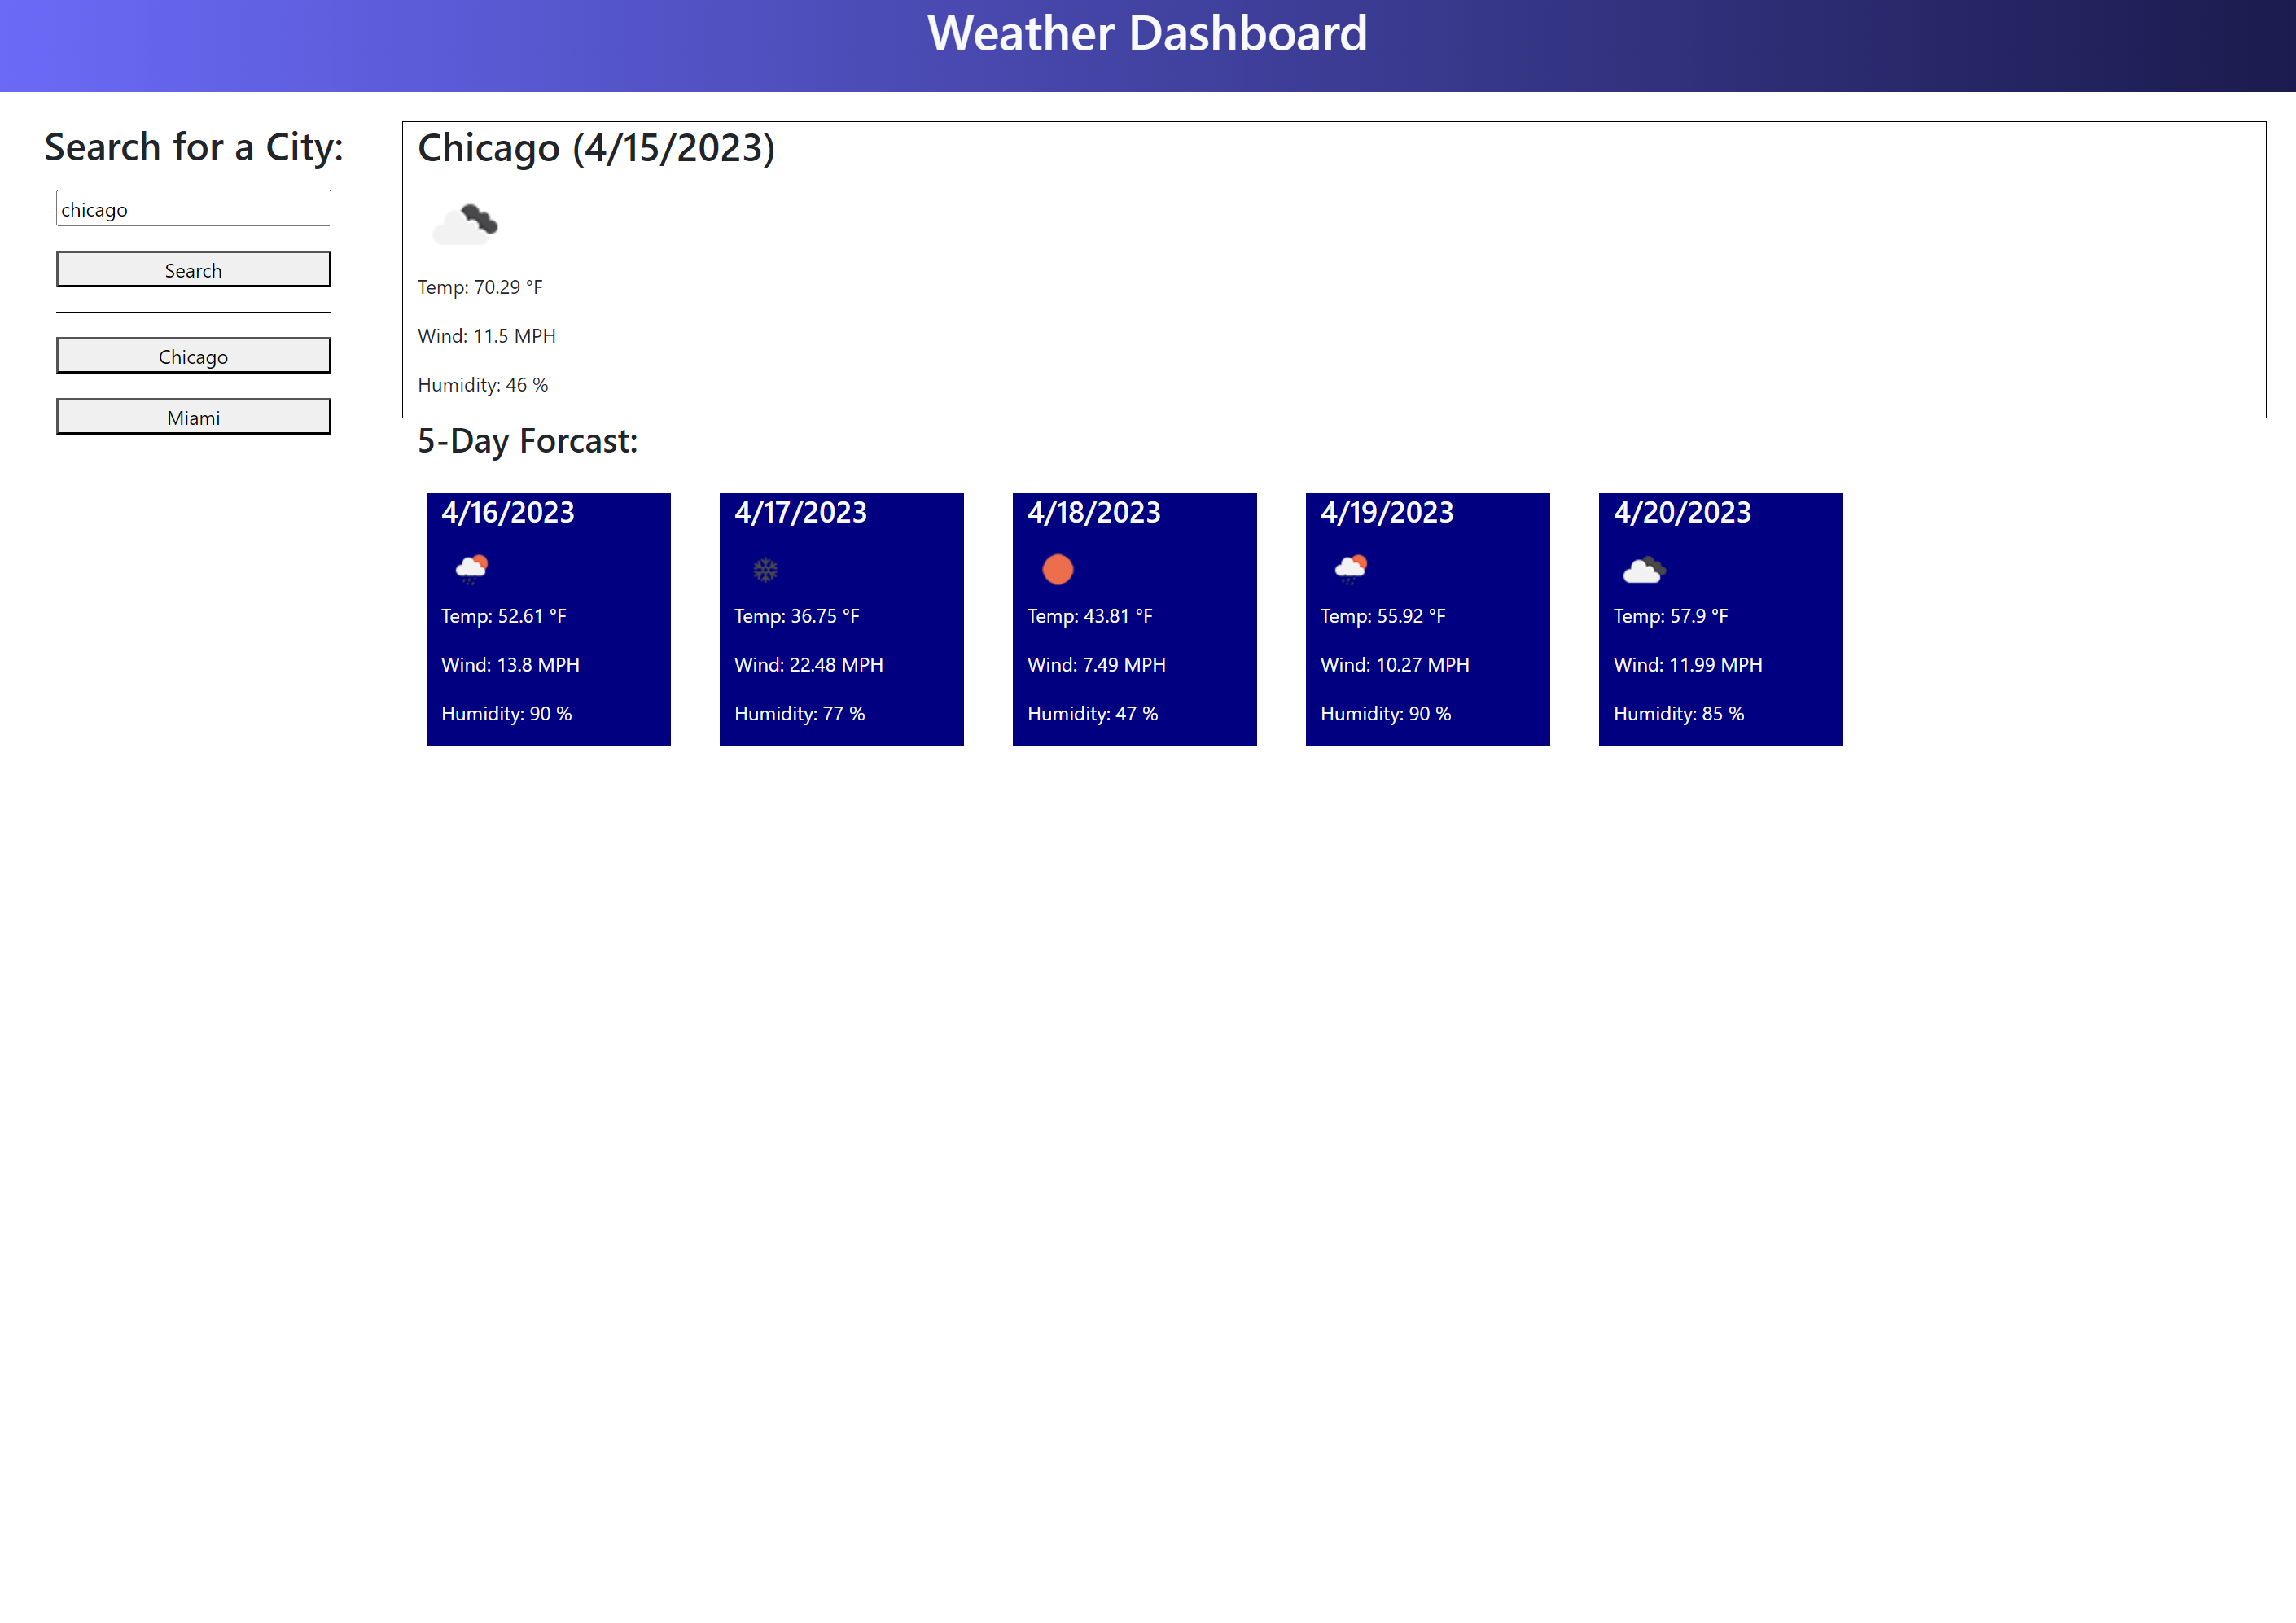 Weather Dashboard
Search for a City:
chicago
Search
Chicago
Miami
Chicago (4/15/2023)
Temp: 70.29 °F
Wind: 11.5 MPH
Humidity: 46 %
5-Day Forcast:
4/16/2023
Temp: 52.61 °F
Wind: 13.8 MPH
Humidity: 90 %
4/17/2023
Temp: 36.75 °F
Wind: 22.48 MPH
Humidity: 77 %
4/18/2023
Temp: 43.81 °F
Wind: 7.49 MPH
Humidity: 47 %
4/19/2023
Temp: 55.92 °F
Wind: 10.27 MPH
Humidity: 90 %
4/20/2023
Temp: 57.9 °F
Wind: 11.99 MPH
Humidity: 85 %